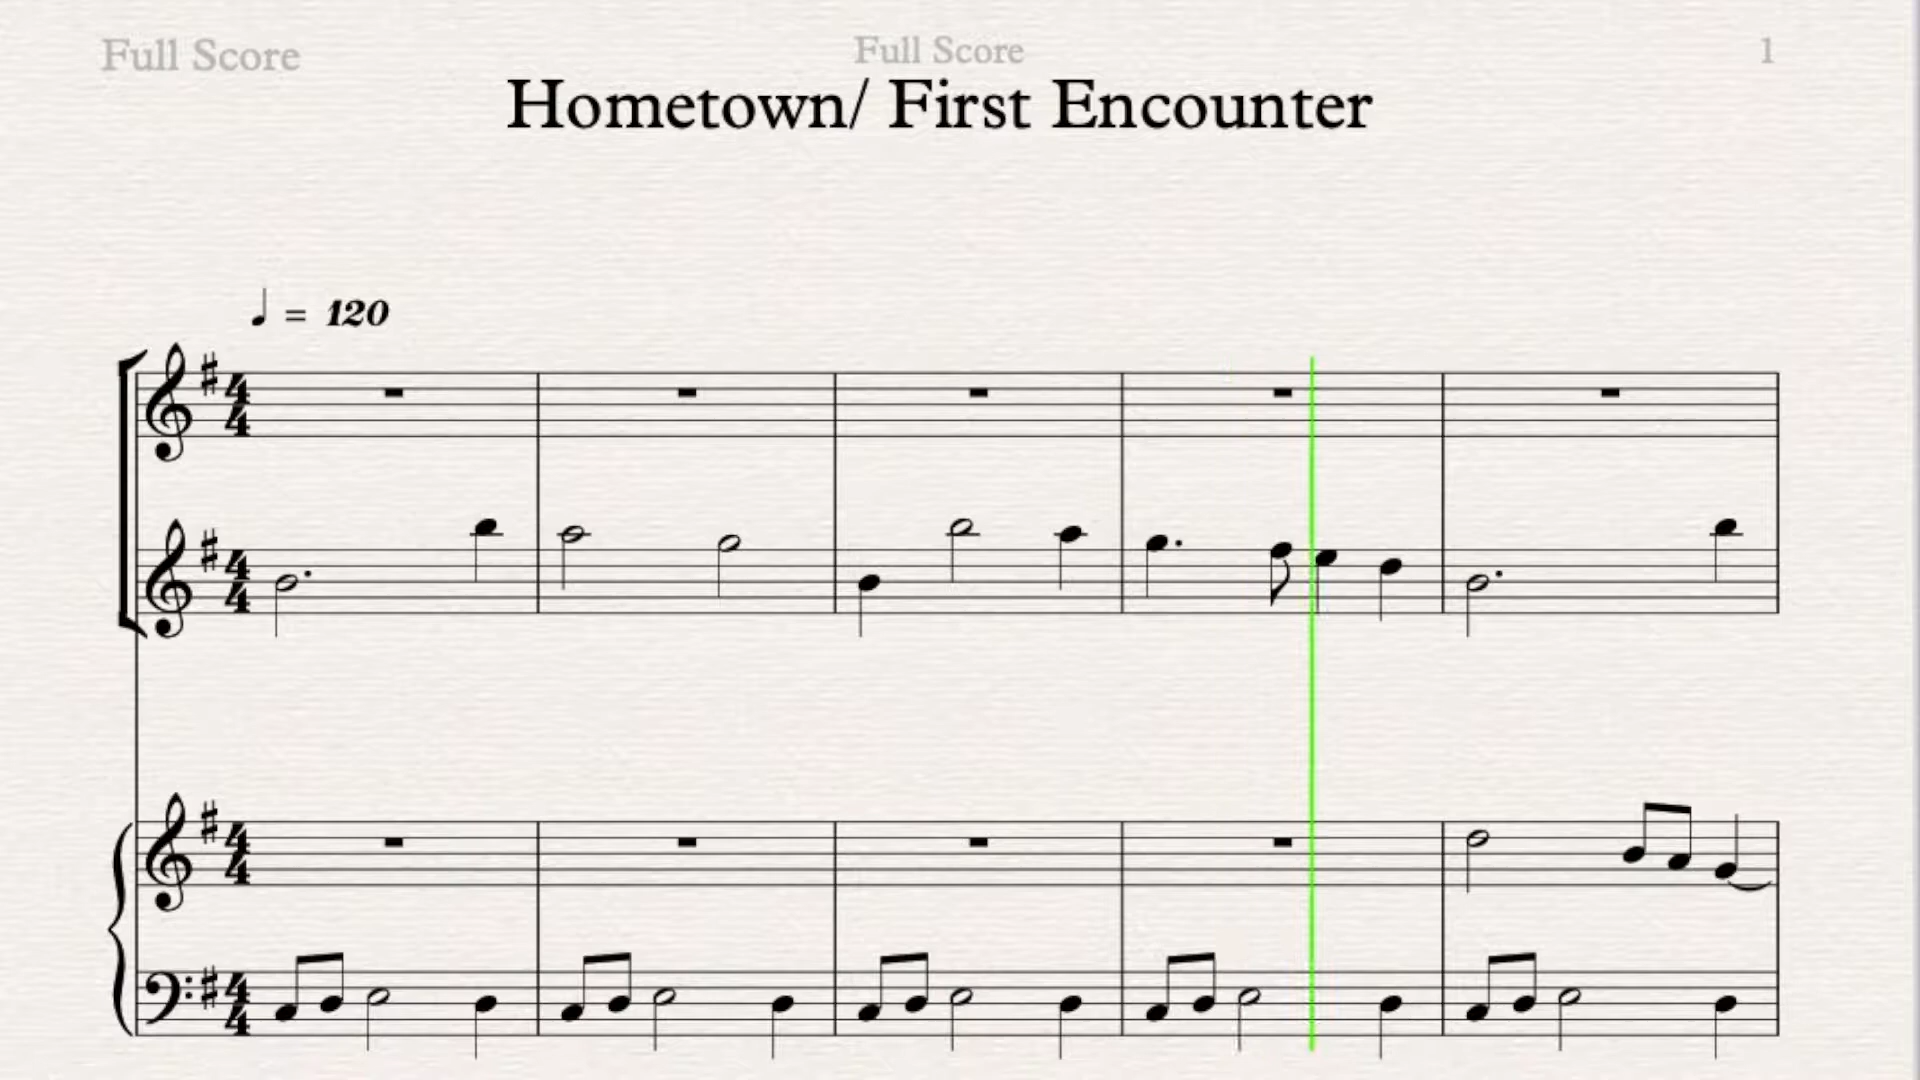 Full Score Full Score 1
Hometown/ First Encounter
♩ = 120